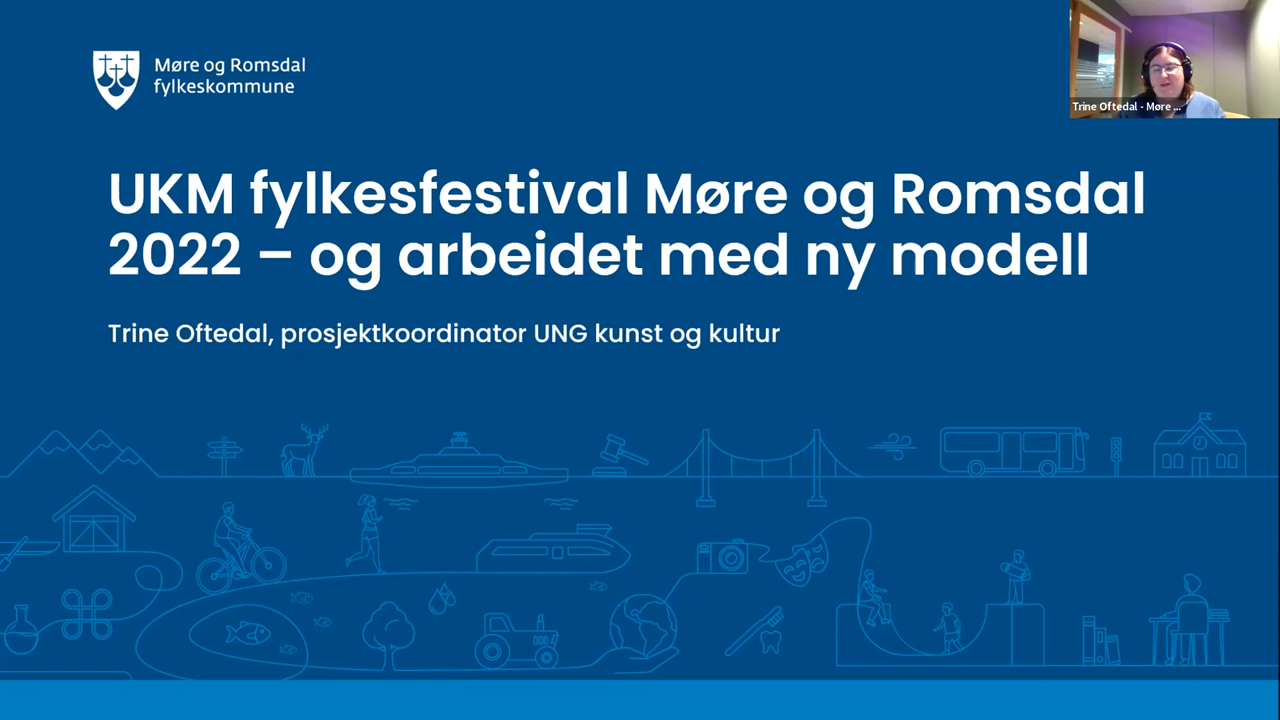 Møre og Romsdal
fylkeskommune
Trine Oftedal - Møre ...
UKM fylkesfestival Møre og Romsdal
2022 – og arbeidet med ny modell
Trine Oftedal, prosjektkoordinator UNG kunst og kultur